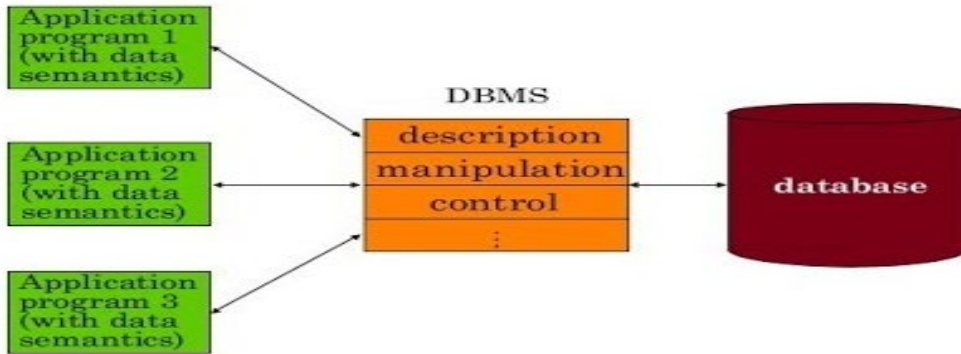 Application
program 1
(with data
semantics)
Application
program 2
(with data
semantics)
Application
program 3
(with data
semantics)
DBMS
description
manipulation
control
⋮
database